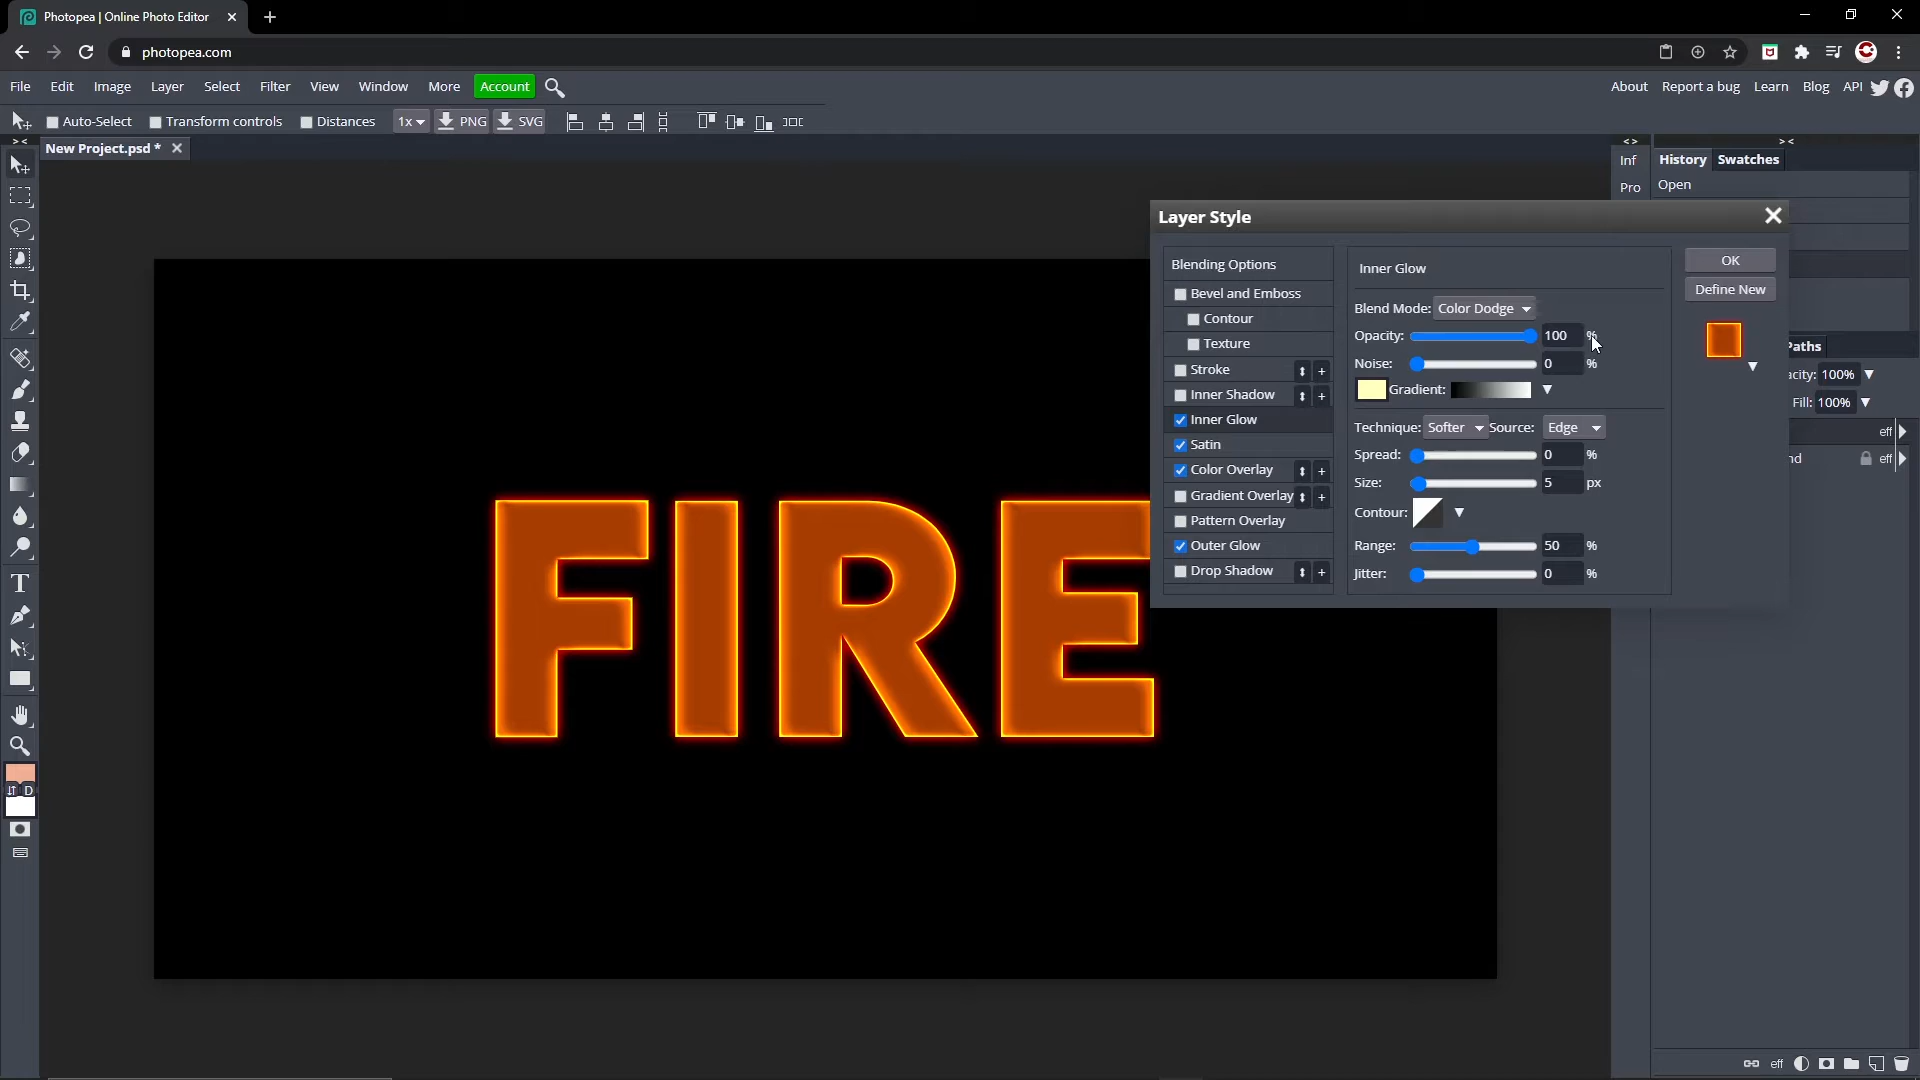 Photopea | Online Photo Editor
photopea.com
File Edit Image Layer Select Filter View Window More Account
About Report a bug Learn Blog API
Auto-Select Transform controls Distances 1x PNG SVG
New Project.psd *
Inf
Pro
History Swatches
Open
Layer Style
Blending Options
Bevel and Emboss
Contour
Texture
Stroke
Inner Shadow
Inner Glow
Satin
Color Overlay
Gradient Overlay
Pattern Overlay
Outer Glow
Drop Shadow
Inner Glow
Blend Mode: Color Dodge
Opacity: 100 %
Noise: 0 %
Gradient:
Technique: Softer Source: Edge
Spread: 0 %
Size: 5 px
Contour:
Range: 50 %
Jitter: 0 %
OK
Define New
Paths
acity: 100%
Fill: 100%
eff
nd eff
FIRE
T
D
eff